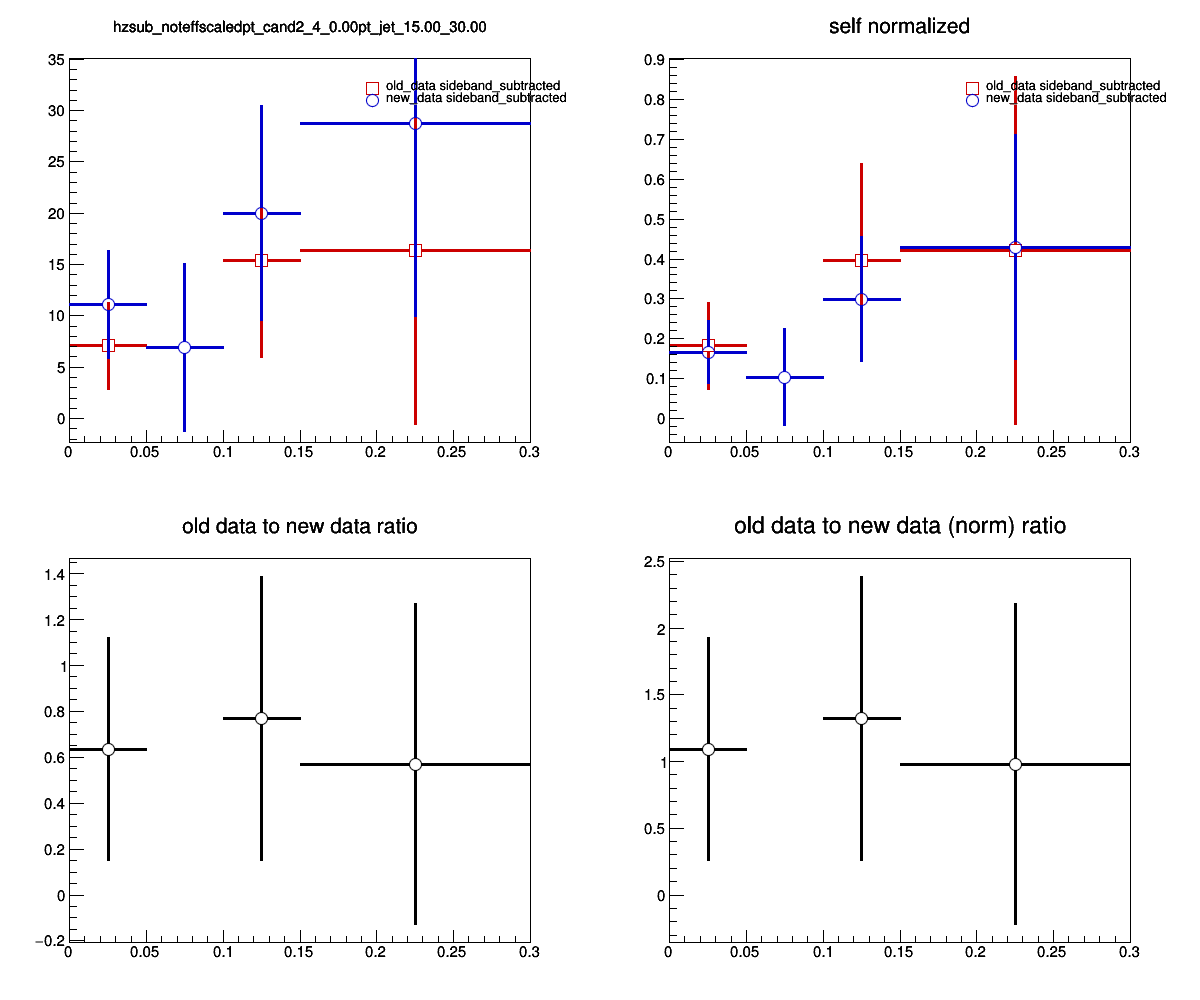 hzsub_noteffscaledpt_cand2_4_0.00pt_jet_15.00_30.00
35
30
25
20
15
10
5
0
0 0.05 0.1 0.15 0.2 0.25 0.3
old_data sideband_subtracted
new_data sideband_subtracted
self normalized
0.9
0.8
0.7
0.6
0.5
0.4
0.3
0.2
0.1
0
0 0.05 0.1 0.15 0.2 0.25 0.3
old_data sideband_subtracted
new_data sideband_subtracted
old data to new data ratio
1.4
1.2
1
0.8
0.6
0.4
0.2
0
−0.2
0 0.05 0.1 0.15 0.2 0.25 0.3
old data to new data (norm) ratio
2.5
2
1.5
1
0.5
0
0 0.05 0.1 0.15 0.2 0.25 0.3